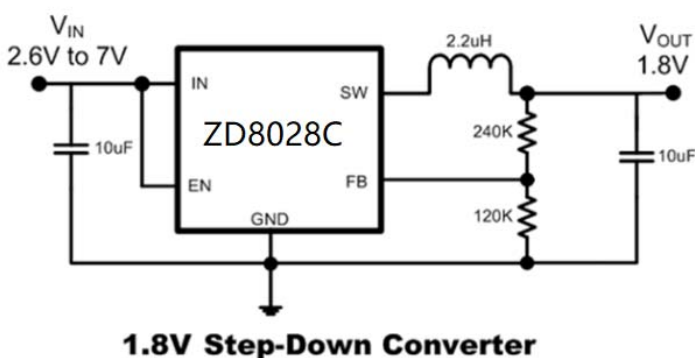 VIN
2.6V to 7V
2.2uH
VOUT
1.8V
IN
SW
ZD8028C
240K
10uF
10uF
EN
FB
120K
GND
1.8V Step-Down Converter